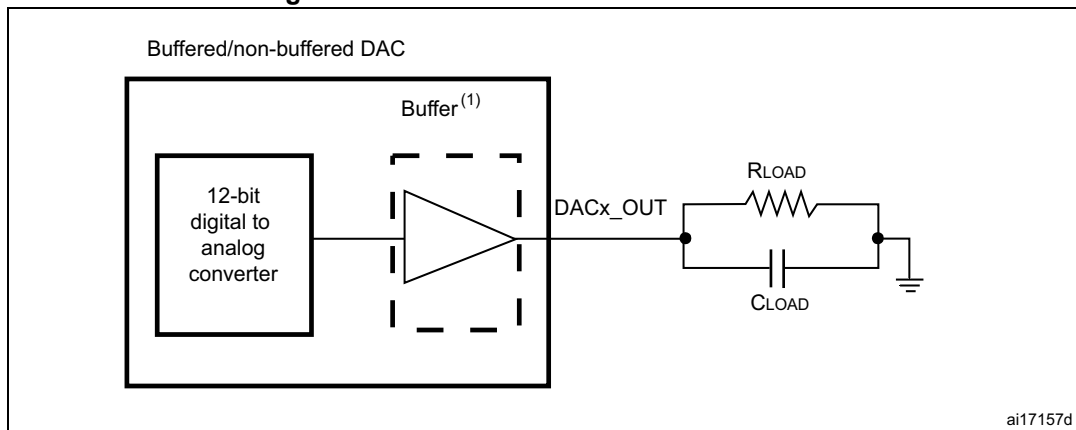 Buffered/non-buffered DAC
Buffer(1)
12-bit
digital to
analog
converter
DACx_OUT
RLOAD
CLOAD
ai17157d